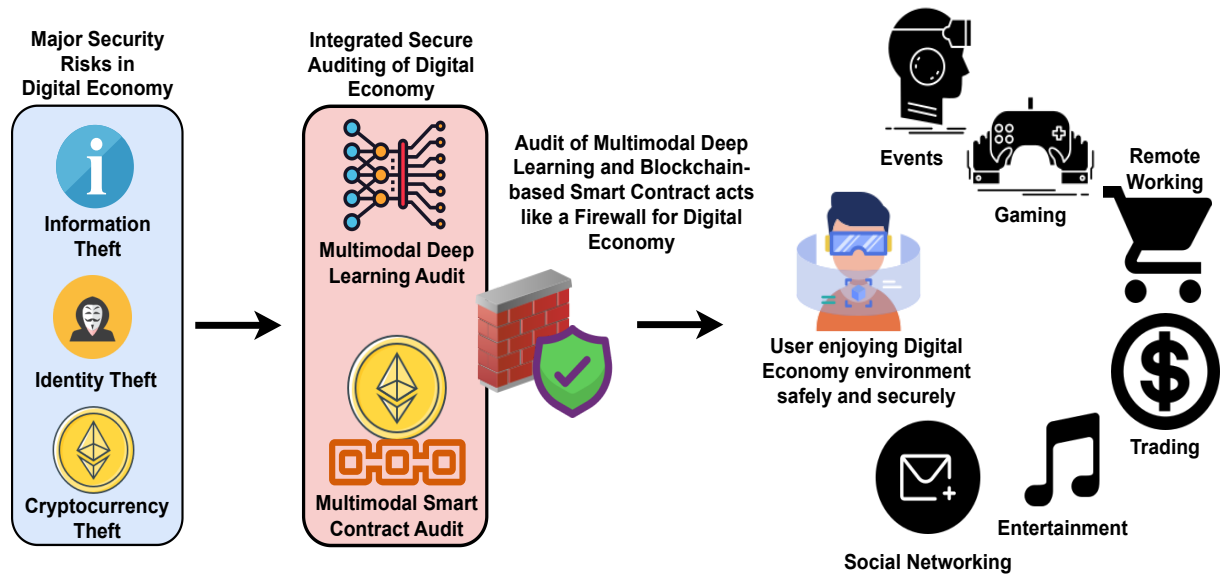 Major Security
Risks in
Digital Economy
Information
Theft
Identity Theft
Cryptocurrency
Theft
Integrated Secure
Auditing of Digital
Economy
Multimodal Deep
Learning Audit
Multimodal Smart
Contract Audit
Audit of Multimodal Deep
Learning and Blockchain-
based Smart Contract acts
like a Firewall for Digital
Economy
User enjoying Digital
Economy environment
safely and securely
Events
Gaming
Remote
Working
Trading
Entertainment
Social Networking